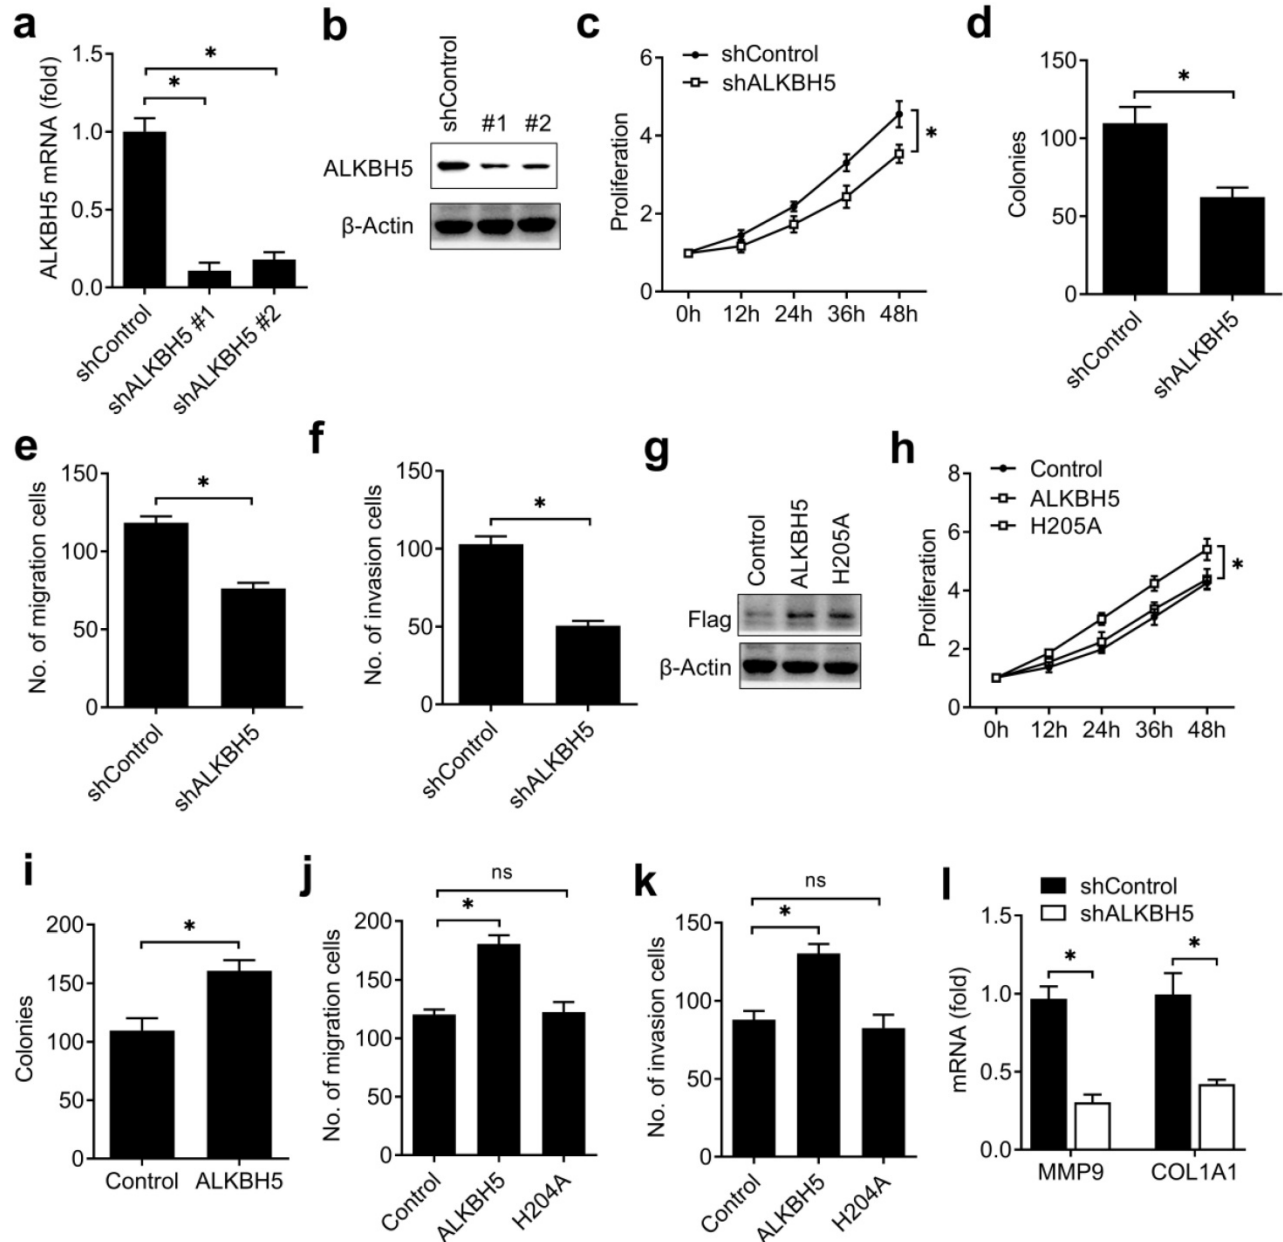 a
ALKBH5 mRNA (fold)
1.5
1.0
0.5
0.0
*
*
shControl
shALKBH5 #1
shALKBH5 #2
b
shControl
#1
#2
ALKBH5
β-Actin
c
shControl
shALKBH5
Proliferation
6
4
2
0
*
0h 12h 24h 36h 48h
d
Colonies
150
100
50
0
*
shControl
shALKBH5
e
No. of migration cells
150
100
50
0
*
shControl
shALKBH5
f
No. of invasion cells
150
100
50
0
*
shControl
shALKBH5
g
Control
ALKBH5
H205A
Flag
β-Actin
h
Control
ALKBH5
H205A
Proliferation
8
6
4
2
0
*
0h 12h 24h 36h 48h
i
Colonies
200
150
100
50
0
*
Control ALKBH5
j
No. of migration cells
200
150
100
50
0
ns
*
Control
ALKBH5
H204A
k
No. of invasion cells
150
100
50
0
ns
*
Control
ALKBH5
H204A
l
shControl
shALKBH5
mRNA (fold)
1.5
1.0
0.5
0.0
*
*
MMP9 COL1A1